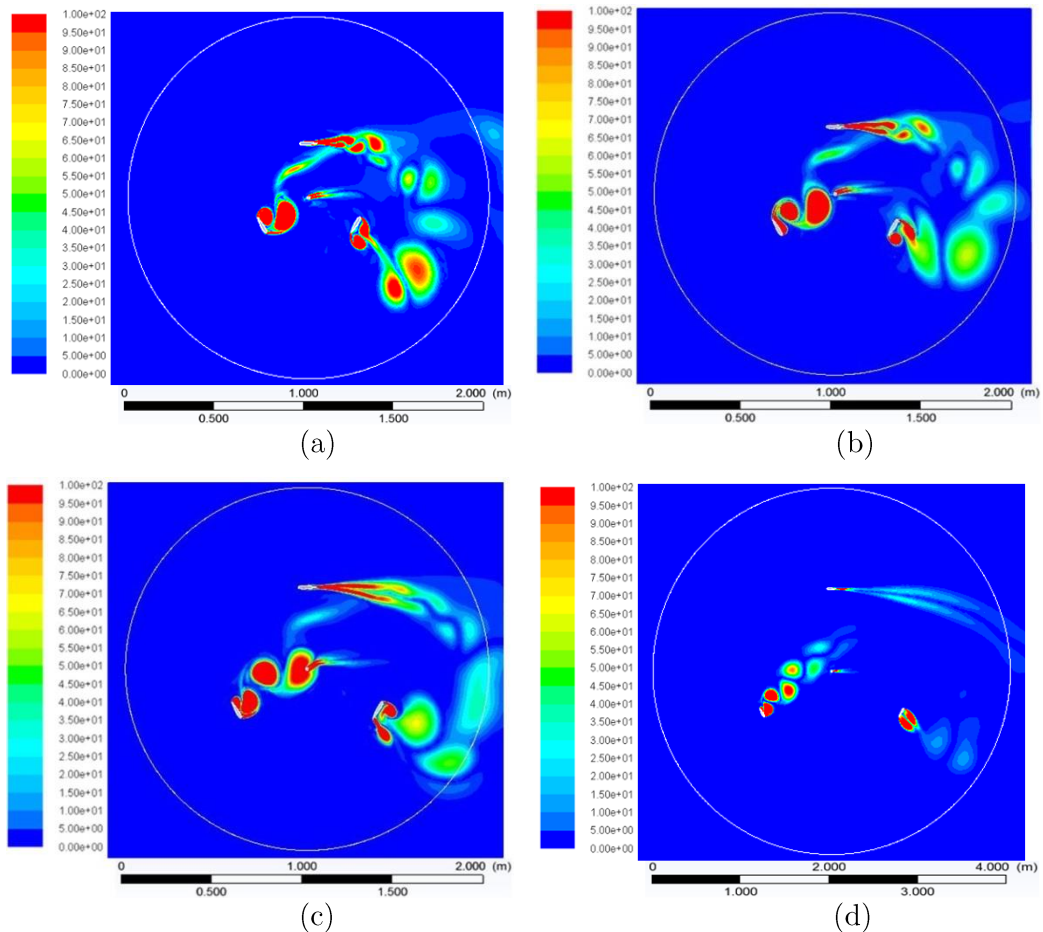 1.00e+02
9.50e+01
9.00e+01
8.50e+01
8.00e+01
7.50e+01
7.00e+01
6.50e+01
6.00e+01
5.50e+01
5.00e+01
4.50e+01
4.00e+01
3.50e+01
3.00e+01
2.50e+01
2.00e+01
1.50e+01
1.00e+01
5.00e+00
0.00e+00
0 1.000 2.000 (m)
0.500 1.500
(a)
1.00e+02
9.50e+01
9.00e+01
8.50e+01
8.00e+01
7.50e+01
7.00e+01
6.50e+01
6.00e+01
5.50e+01
5.00e+01
4.50e+01
4.00e+01
3.50e+01
3.00e+01
2.50e+01
2.00e+01
1.50e+01
1.00e+01
5.00e+00
0.00e+00
0 1.000 2.000 (m)
0.500 1.500
(b)
1.00e+02
9.50e+01
9.00e+01
8.50e+01
8.00e+01
7.50e+01
7.00e+01
6.50e+01
6.00e+01
5.50e+01
5.00e+01
4.50e+01
4.00e+01
3.50e+01
3.00e+01
2.50e+01
2.00e+01
1.50e+01
1.00e+01
5.00e+00
0.00e+00
0 1.000 2.000 (m)
0.500 1.500
(c)
1.00e+02
9.50e+01
9.00e+01
8.50e+01
8.00e+01
7.50e+01
7.00e+01
6.50e+01
6.00e+01
5.50e+01
5.00e+01
4.50e+01
4.00e+01
3.50e+01
3.00e+01
2.50e+01
2.00e+01
1.50e+01
1.00e+01
5.00e+00
0.00e+00
0 2.000 4.000 (m)
1.000 3.000
(d)